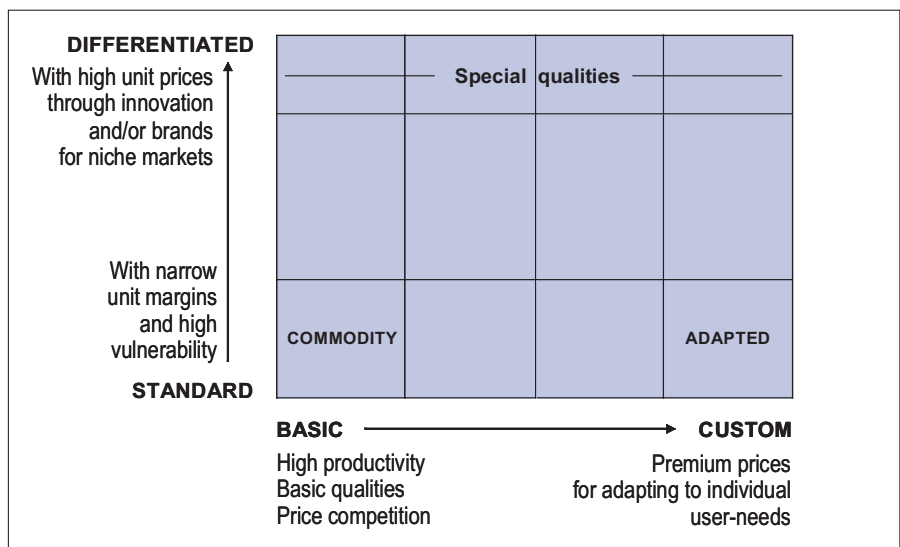 DIFFERENTIATED
With high unit prices
through innovation
and/or brands
for niche markets
Special qualities
With narrow
unit margins
and high
vulnerability
STANDARD
COMMODITY
ADAPTED
BASIC
High productivity
Basic qualities
Price competition
CUSTOM
Premium prices
for adapting to individual
user-needs